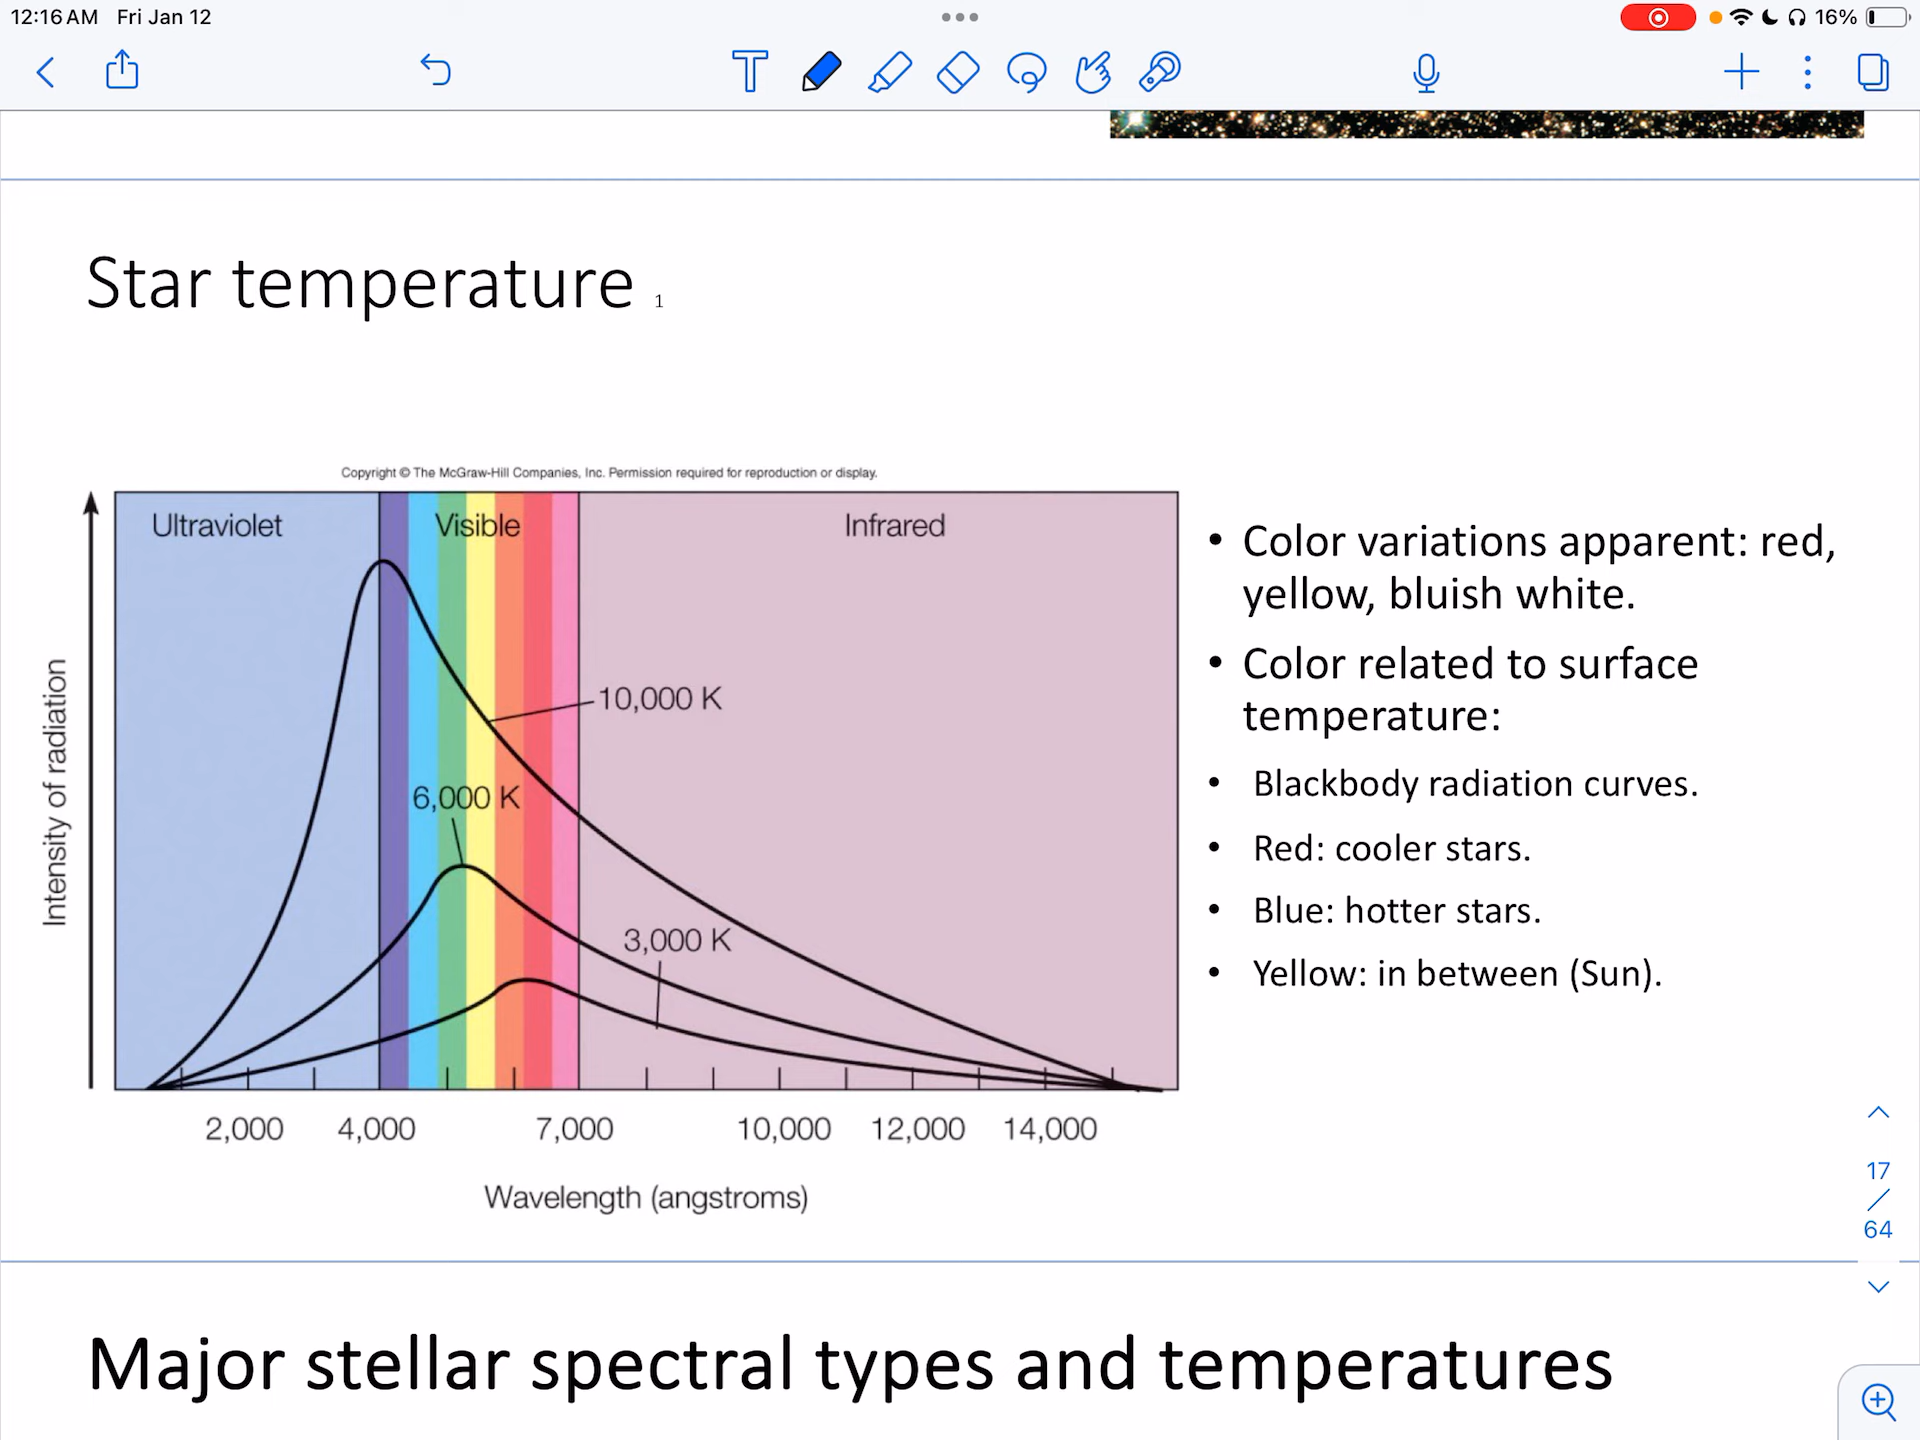 12:16 AM Fri Jan 12
16%
Star temperature 1
Copyright © The McGraw-Hill Companies, Inc. Permission required for reproduction or display.
Ultraviolet
Visible
Infrared
10,000 K
6,000 K
3,000 K
Intensity of radiation
2,000
4,000
7,000
10,000
12,000
14,000
Wavelength (angstroms)
• Color variations apparent: red,
yellow, bluish white.
• Color related to surface
temperature:
• Blackbody radiation curves.
• Red: cooler stars.
• Blue: hotter stars.
• Yellow: in between (Sun).
17
/
64
Major stellar spectral types and temperatures